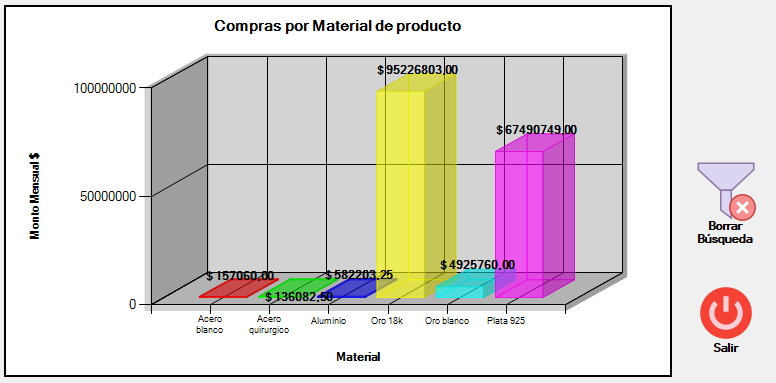 Compras por Material de producto
Monto Mensual $
100000000
50000000
0
$ 157060.00
$ 136082.50
$ 582203.25
$ 95226803.00
$ 4925760.00
$ 67490749.00
Acero
blanco
Acero
quirurgico
Aluminio
Oro 18k
Oro blanco
Plata 925
Material
Borrar
Búsqueda
Salir